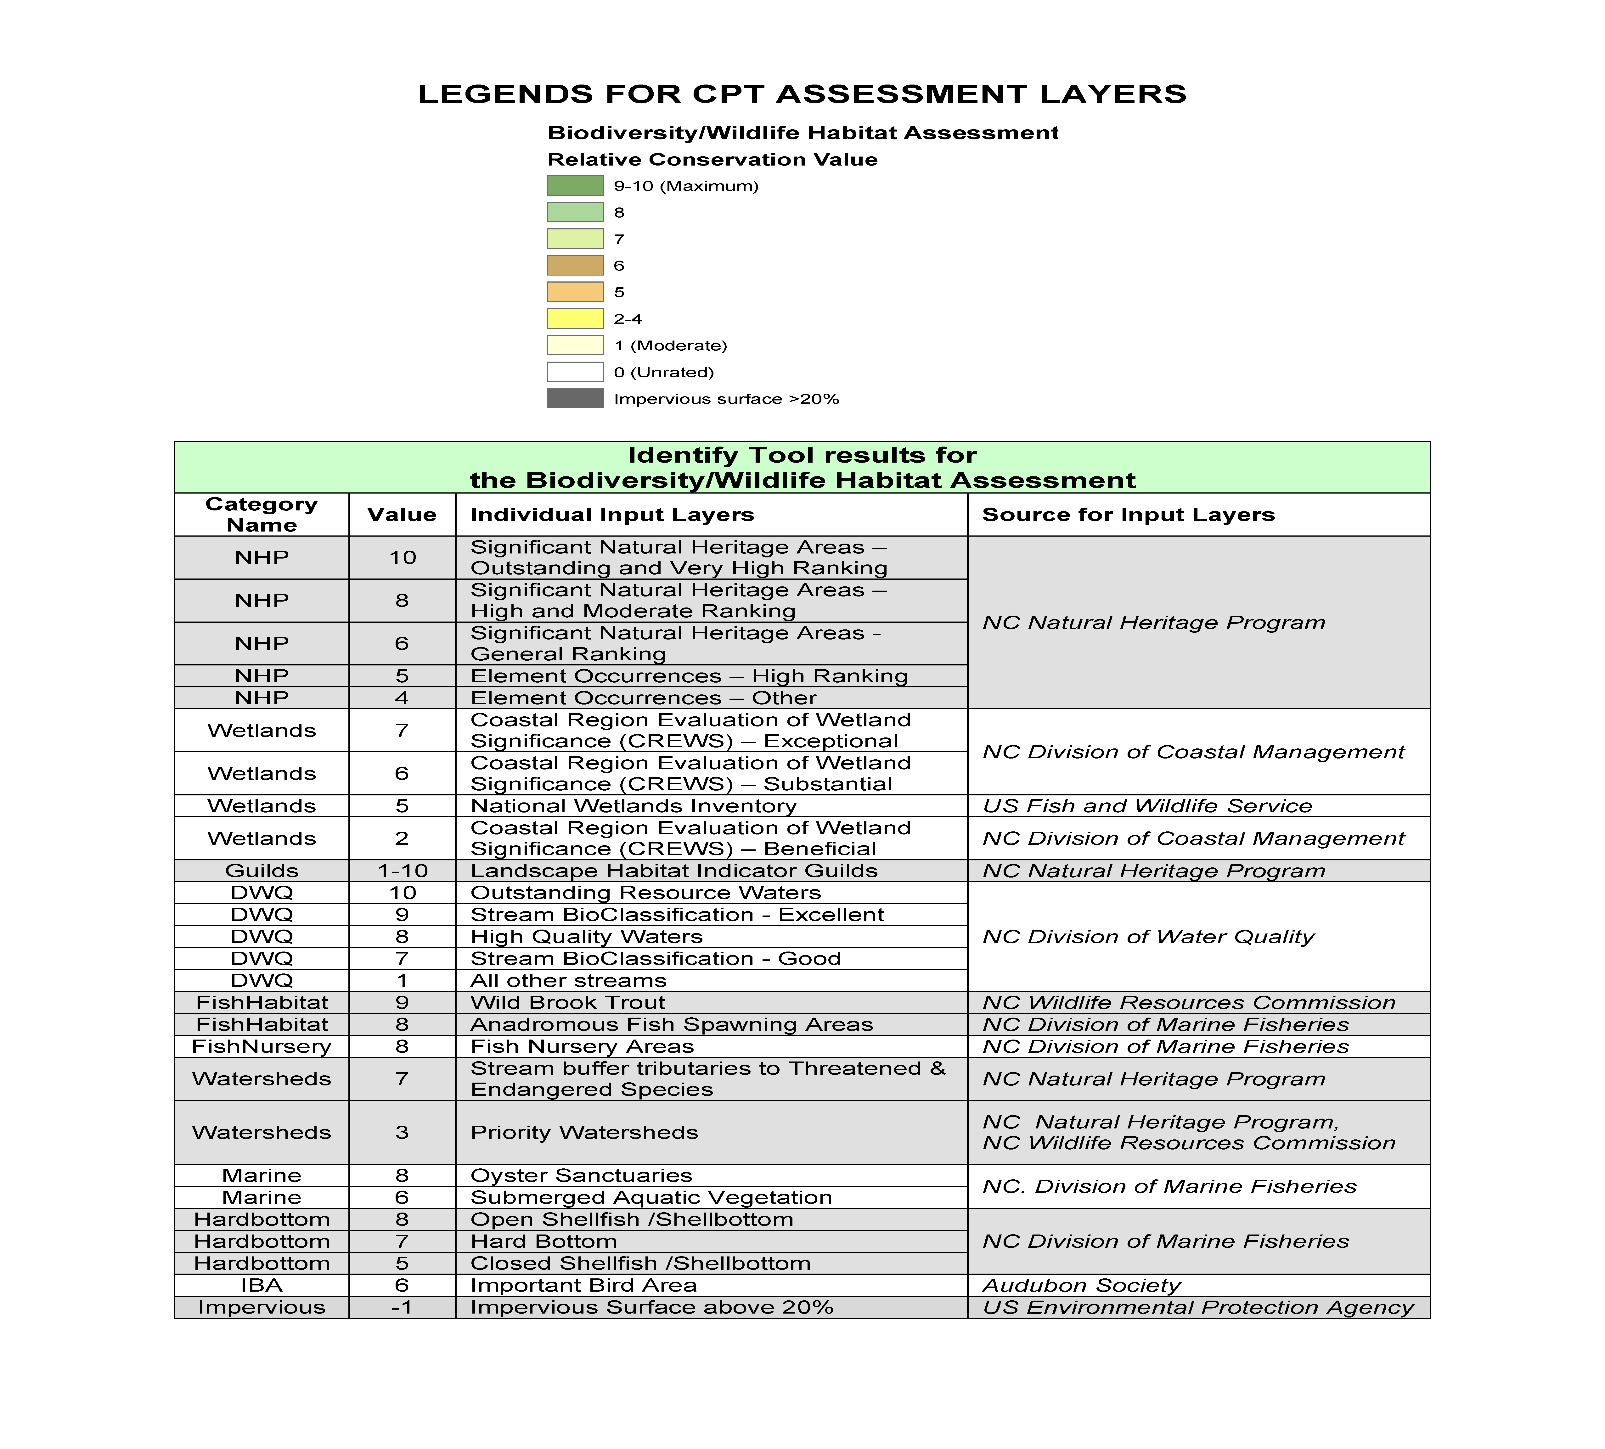 LEGENDS FOR CPT ASSESSMENT LAYERS
Biodiversity/Wildlife Habitat Assessment
Relative Conservation Value
9-10 (Maximum)
8
7
6
5
2-4
1 (Moderate)
0 (Unrated)
Impervious surface >20%
Identify Tool results for
the Biodiversity/Wildlife Habitat Assessment
Category
Name
Value
Individual Input Layers
Source for Input Layers
NHP
10
Significant Natural Heritage Areas –
Outstanding and Very High Ranking
NC Natural Heritage Program
NHP
8
Significant Natural Heritage Areas –
High and Moderate Ranking
NHP
6
Significant Natural Heritage Areas -
General Ranking
NHP
5
Element Occurrences – High Ranking
NHP
4
Element Occurrences – Other
Wetlands
7
Coastal Region Evaluation of Wetland
Significance (CREWS) – Exceptional
NC Division of Coastal Management
Wetlands
6
Coastal Region Evaluation of Wetland
Significance (CREWS) – Substantial
Wetlands
5
National Wetlands Inventory
US Fish and Wildlife Service
Wetlands
2
Coastal Region Evaluation of Wetland
Significance (CREWS) – Beneficial
NC Division of Coastal Management
Guilds
1-10
Landscape Habitat Indicator Guilds
NC Natural Heritage Program
DWQ
10
Outstanding Resource Waters
NC Division of Water Quality
DWQ
9
Stream BioClassification - Excellent
DWQ
8
High Quality Waters
DWQ
7
Stream BioClassification - Good
DWQ
1
All other streams
FishHabitat
9
Wild Brook Trout
NC Wildlife Resources Commission
FishHabitat
8
Anadromous Fish Spawning Areas
NC Division of Marine Fisheries
FishNursery
8
Fish Nursery Areas
NC Division of Marine Fisheries
Watersheds
7
Stream buffer tributaries to Threatened &
Endangered Species
NC Natural Heritage Program
Watersheds
3
Priority Watersheds
NC  Natural Heritage Program,
NC Wildlife Resources Commission
Marine
8
Oyster Sanctuaries
NC. Division of Marine Fisheries
Marine
6
Submerged Aquatic Vegetation
Hardbottom
8
Open Shellfish /Shellbottom
NC Division of Marine Fisheries
Hardbottom
7
Hard Bottom
Hardbottom
5
Closed Shellfish /Shellbottom
IBA
6
Important Bird Area
Audubon Society
Impervious
-1
Impervious Surface above 20%
US Environmental Protection Agency